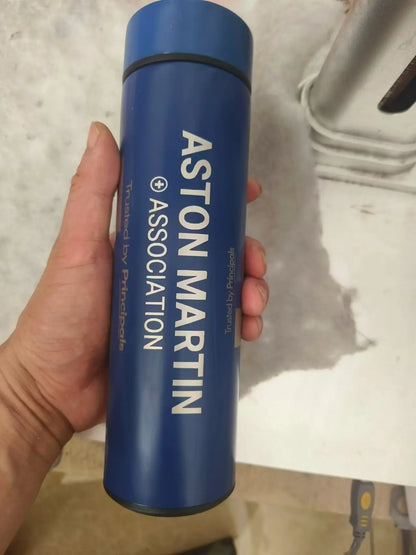 ASTON MARTIN
⊕ ASSOCIATION
Trusted by Principals
Trusted by Principals